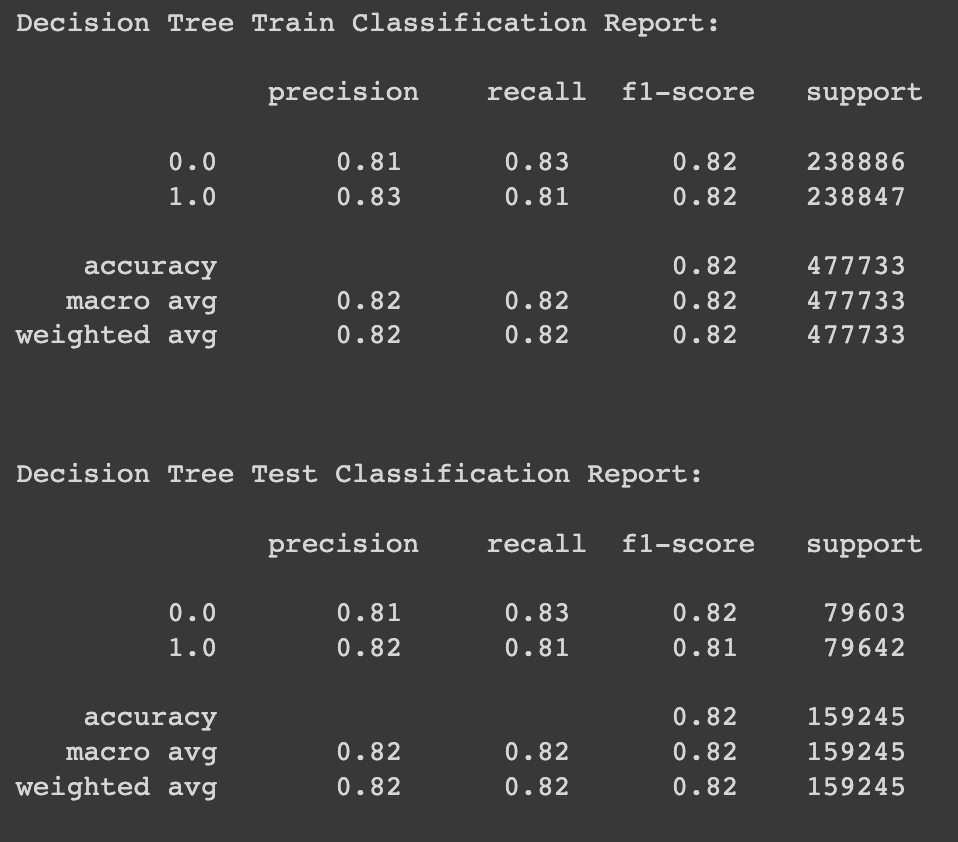 Decision Tree Train Classification Report:
precision recall f1-score support
0.0 0.81 0.83 0.82 238886
1.0 0.83 0.81 0.82 238847
accuracy 0.82 477733
macro avg 0.82 0.82 0.82 477733
weighted avg 0.82 0.82 0.82 477733
Decision Tree Test Classification Report:
precision recall f1-score support
0.0 0.81 0.83 0.82 79603
1.0 0.82 0.81 0.81 79642
accuracy 0.82 159245
macro avg 0.82 0.82 0.82 159245
weighted avg 0.82 0.82 0.82 159245